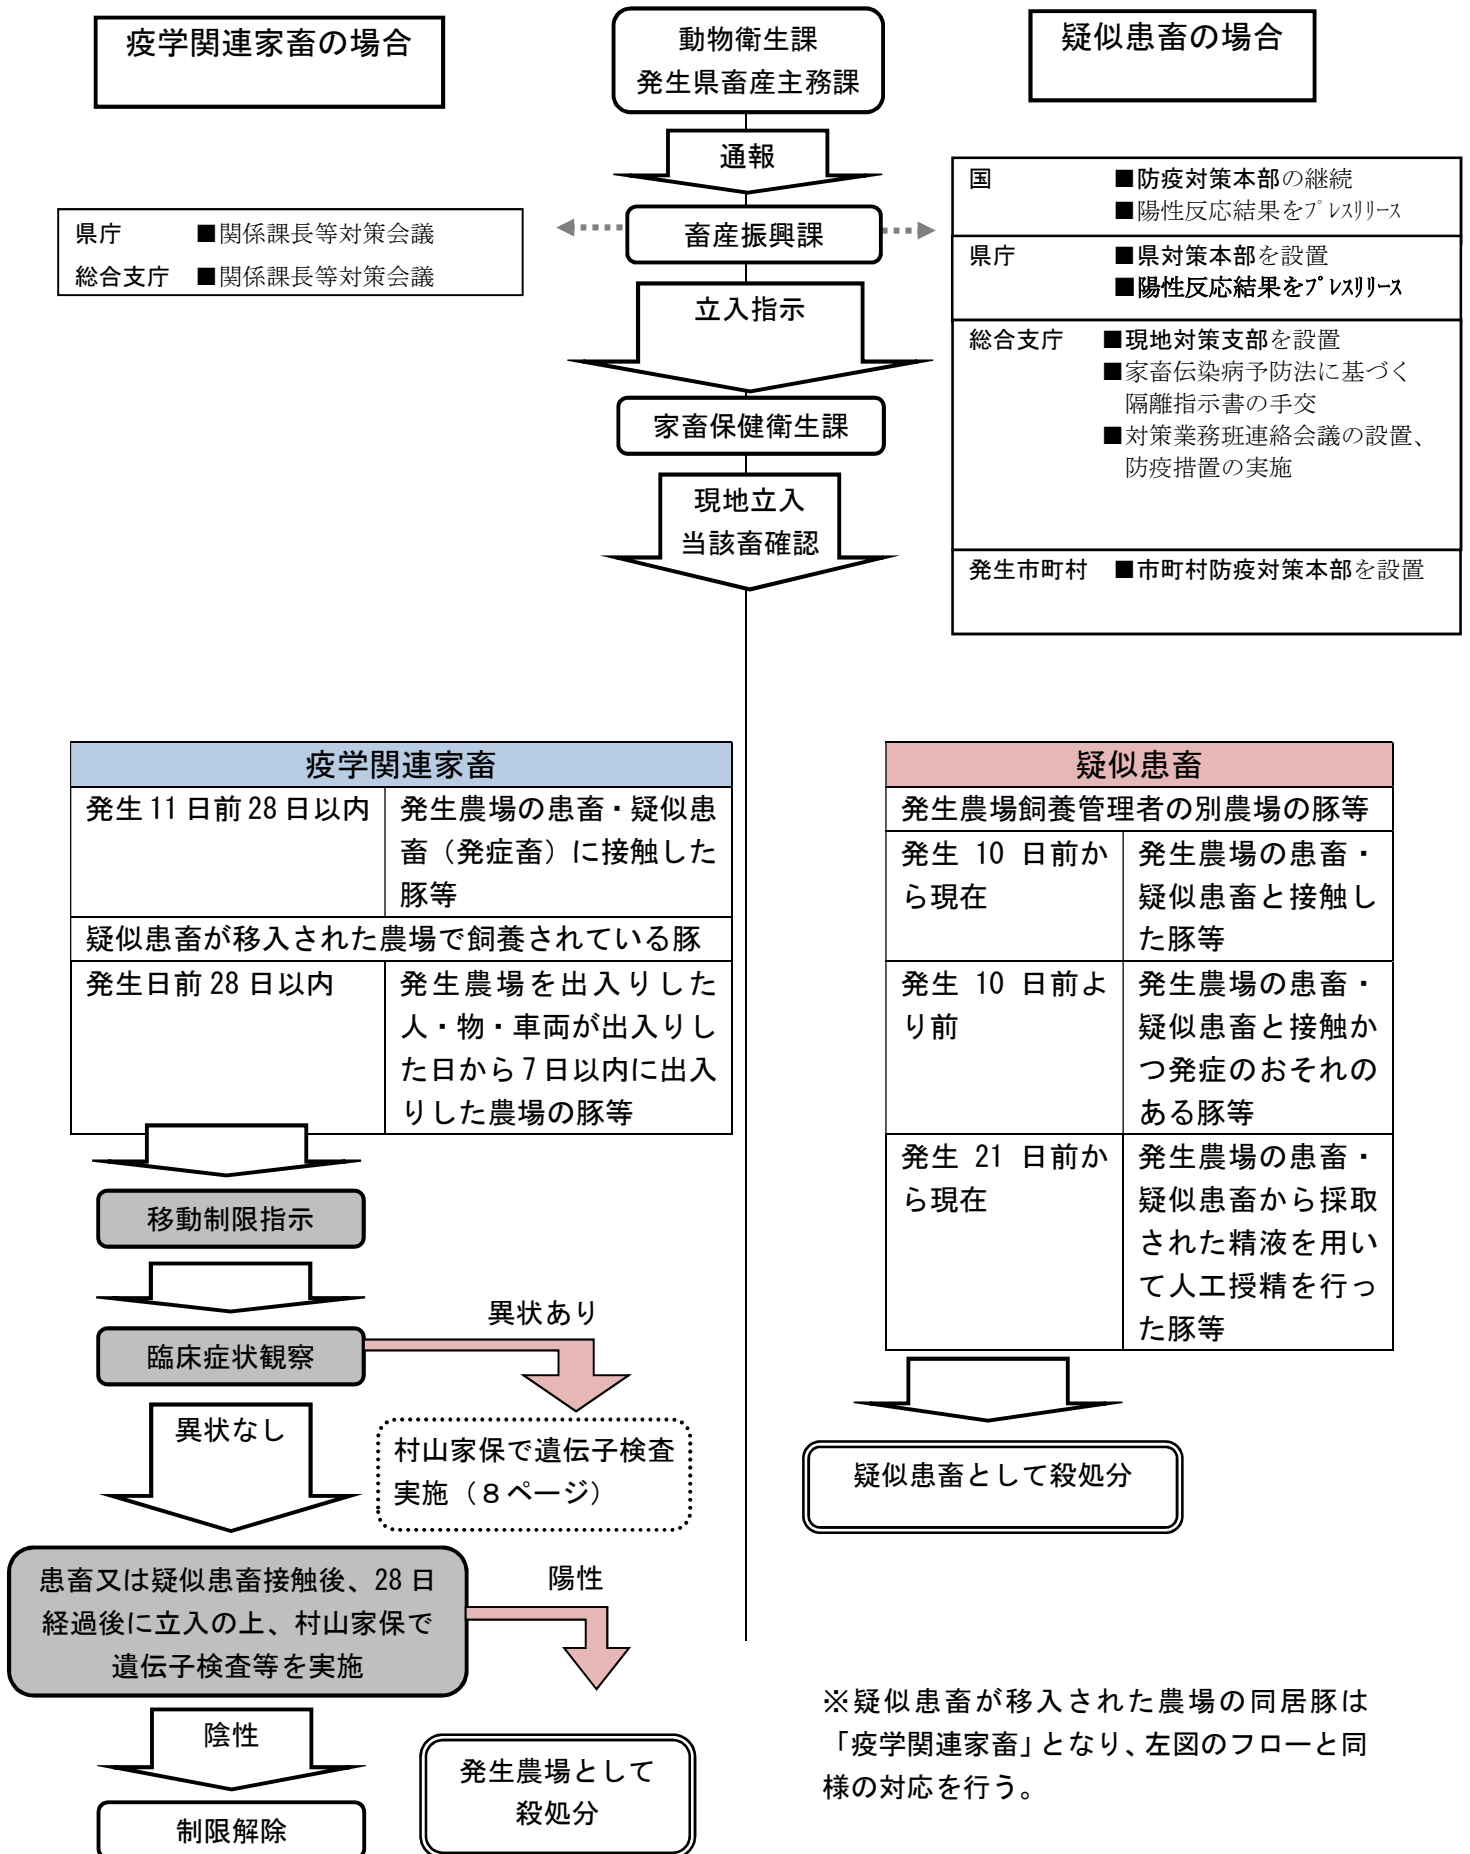 疫学関連家畜の場合
動物衛生課
発生県畜産主務課
疑似患畜の場合
通報
畜産振興課
県庁 ■関係課長等対策会議
総合支庁 ■関係課長等対策会議
国 ■防疫対策本部の継続
■陽性反応結果をﾌﾟﾚｽﾘﾘｰｽ
県庁 ■県対策本部を設置
■陽性反応結果をﾌﾟﾚｽﾘﾘｰｽ
総合支庁 ■現地対策支部を設置
■家畜伝染病予防法に基づく
隔離指示書の手交
■対策業務班連絡会議の設置、
防疫措置の実施
発生市町村 ■市町村防疫対策本部を設置
立入指示
家畜保健衛生課
現地立入
当該畜確認
疫学関連家畜
発生 11 日前 28 日以内 発生農場の患畜・疑似患
畜（発症畜）に接触した
豚等
疑似患畜が移入された農場で飼養されている豚
発生日前 28 日以内 発生農場を出入りした
人・物・車両が出入りし
た日から７日以内に出入
りした農場の豚等
疑似患畜
発生農場飼養管理者の別農場の豚等
発生 10 日前か 発生農場の患畜・
ら現在 疑似患畜と接触し
た豚等
発生 10 日前よ 発生農場の患畜・
り前 疑似患畜と接触か
つ発症のおそれの
ある豚等
発生 21 日前か 発生農場の患畜・
ら現在 疑似患畜から採取
された精液を用い
て人工授精を行っ
た豚等
移動制限指示
臨床症状観察
異状あり
異状なし
村山家保で遺伝子検査
実施（８ページ）
疑似患畜として殺処分
患畜又は疑似患畜接触後、28 日
経過後に立入の上、村山家保で
遺伝子検査等を実施
陽性
陰性
制限解除
発生農場として
殺処分
※疑似患畜が移入された農場の同居豚は
「疫学関連家畜」となり、左図のフローと同
様の対応を行う。